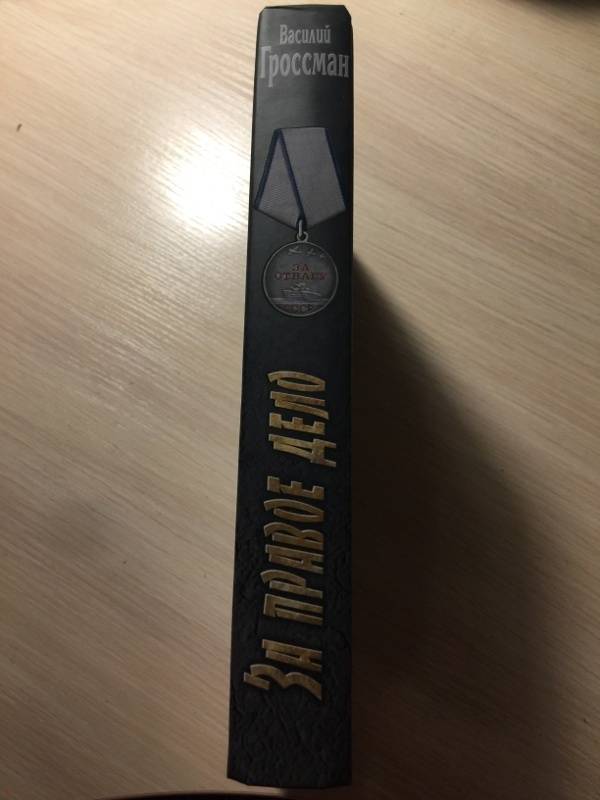 Василий
Гроссман
ЗА
ОТВАГУ
За правое дело